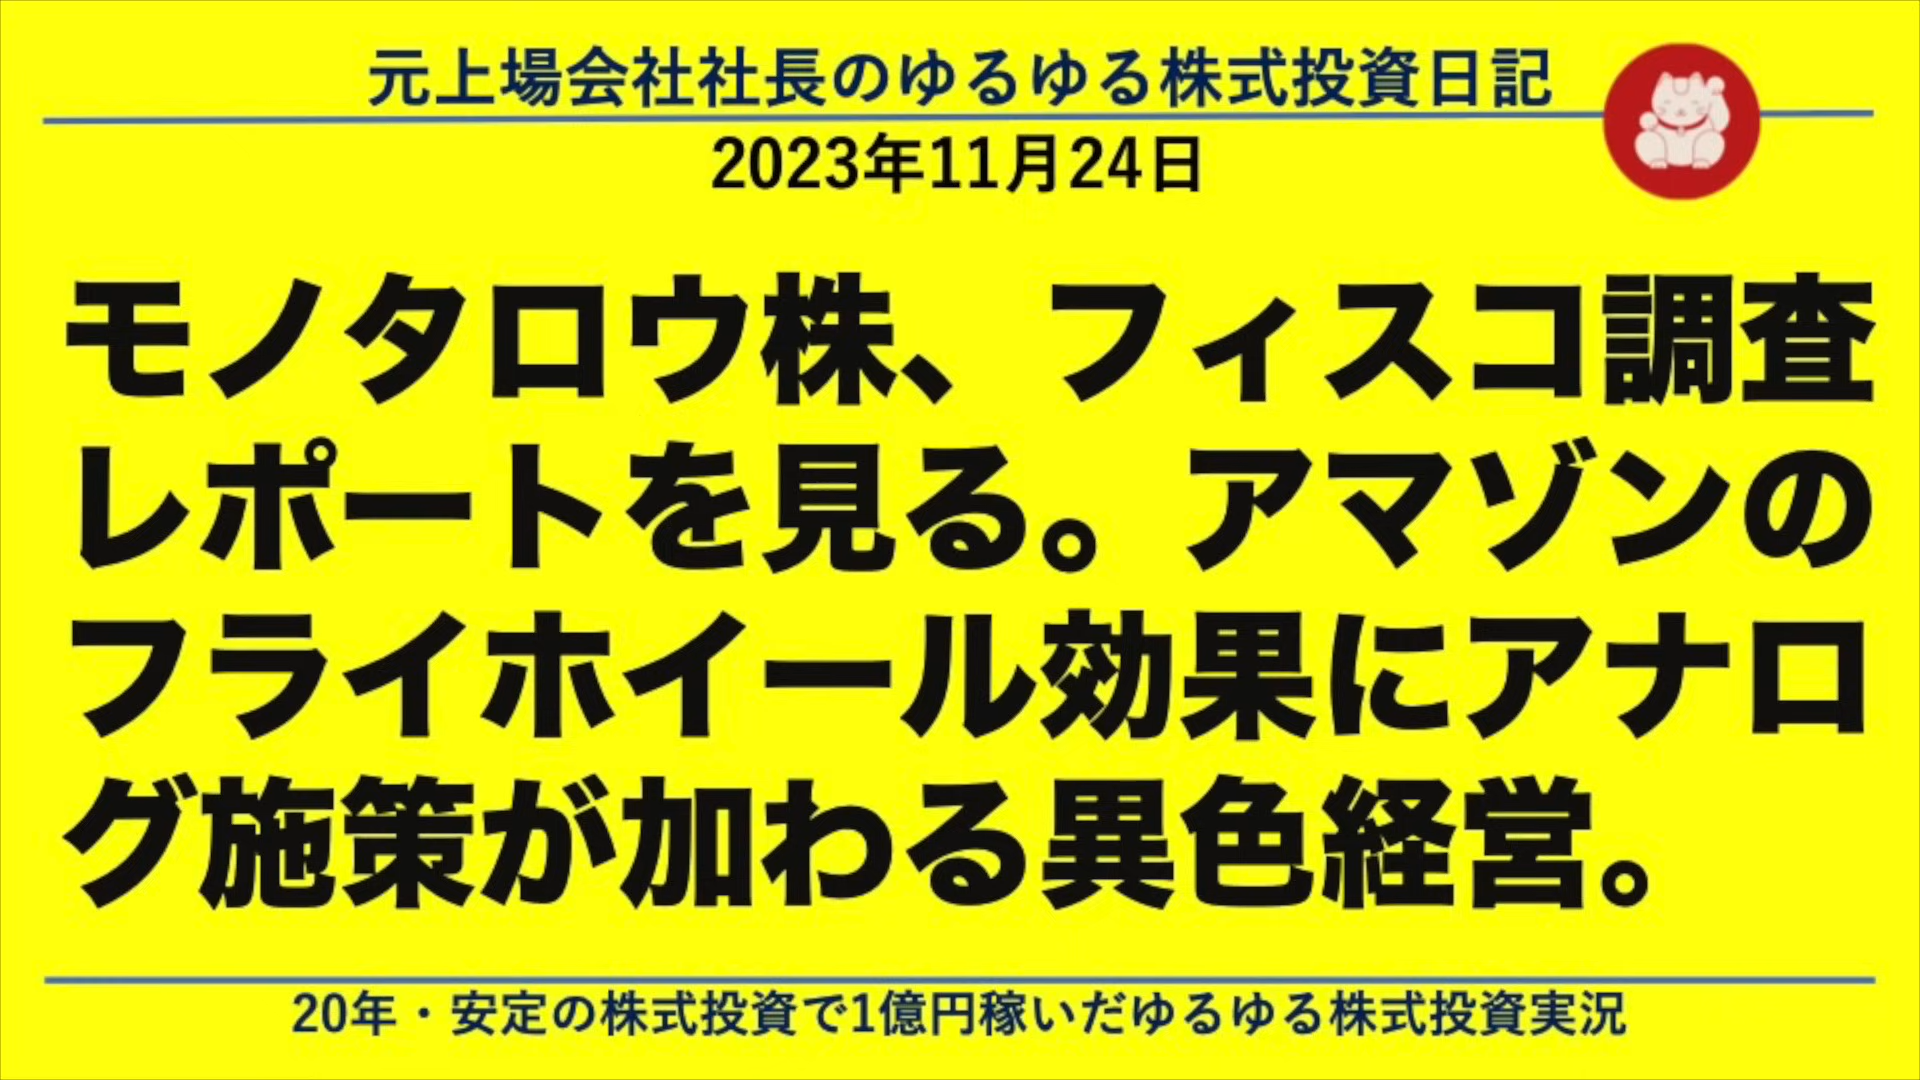 元上場会社社長のゆるゆる株式投資日記
2023年11月24日
モノタロウ株、フィスコ調査
レポートを見る。アマゾンの
フライホイール効果にアナロ
グ施策が加わる異色経営。
20年・安定の株式投資で1億円稼いだゆるゆる株式投資実況